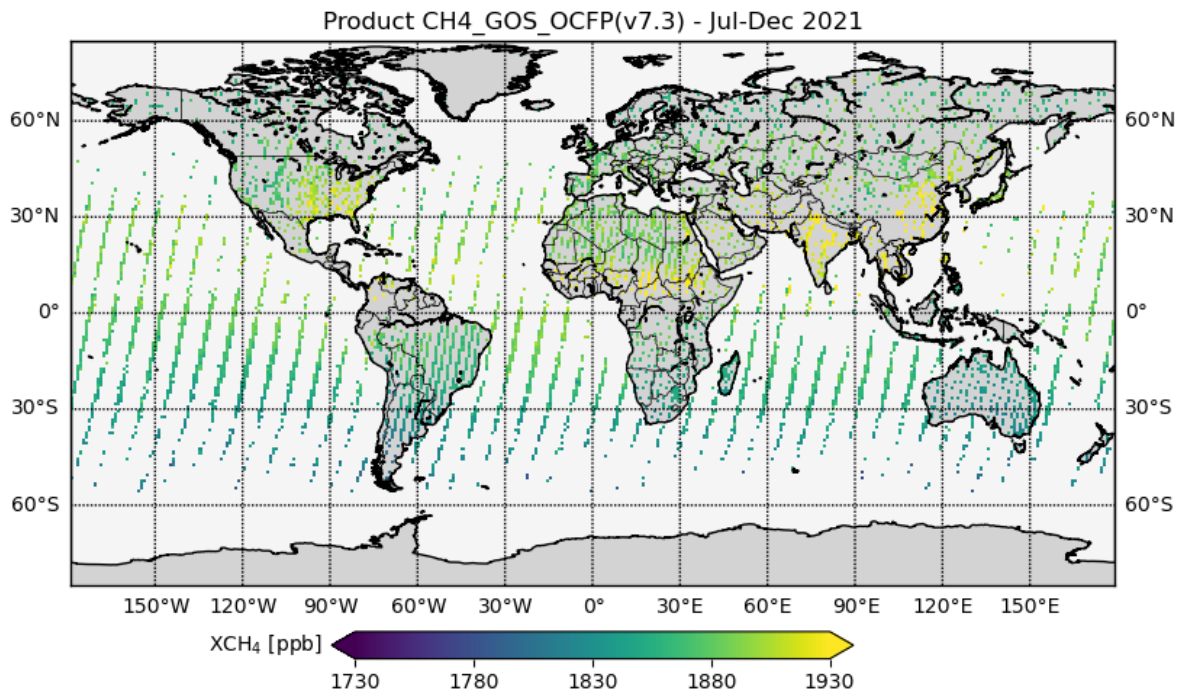 Product CH4_GOS_OCFP(v7.3) - Jul-Dec 2021
60°N 60°N
30°N 30°N
0° 0°
30°S 30°S
60°S 60°S
150°W 120°W 90°W 60°W 30°W 0° 30°E 60°E 90°E 120°E 150°E
XCH₄ [ppb]
1730 1780 1830 1880 1930